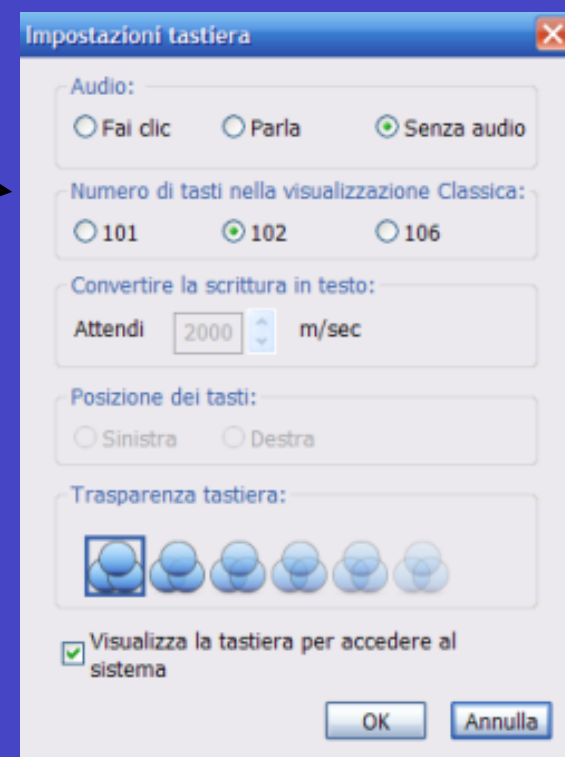 Impostazioni tastiera
Audio:
Fai clic Parla Senza audio
Numero di tasti nella visualizzazione Classica:
101 102 106
Convertire la scrittura in testo:
Attendi 2000 m/sec
Posizione dei tasti:
Sinistra Destra
Trasparenza tastiera:
Visualizza la tastiera per accedere al
sistema
OK Annulla